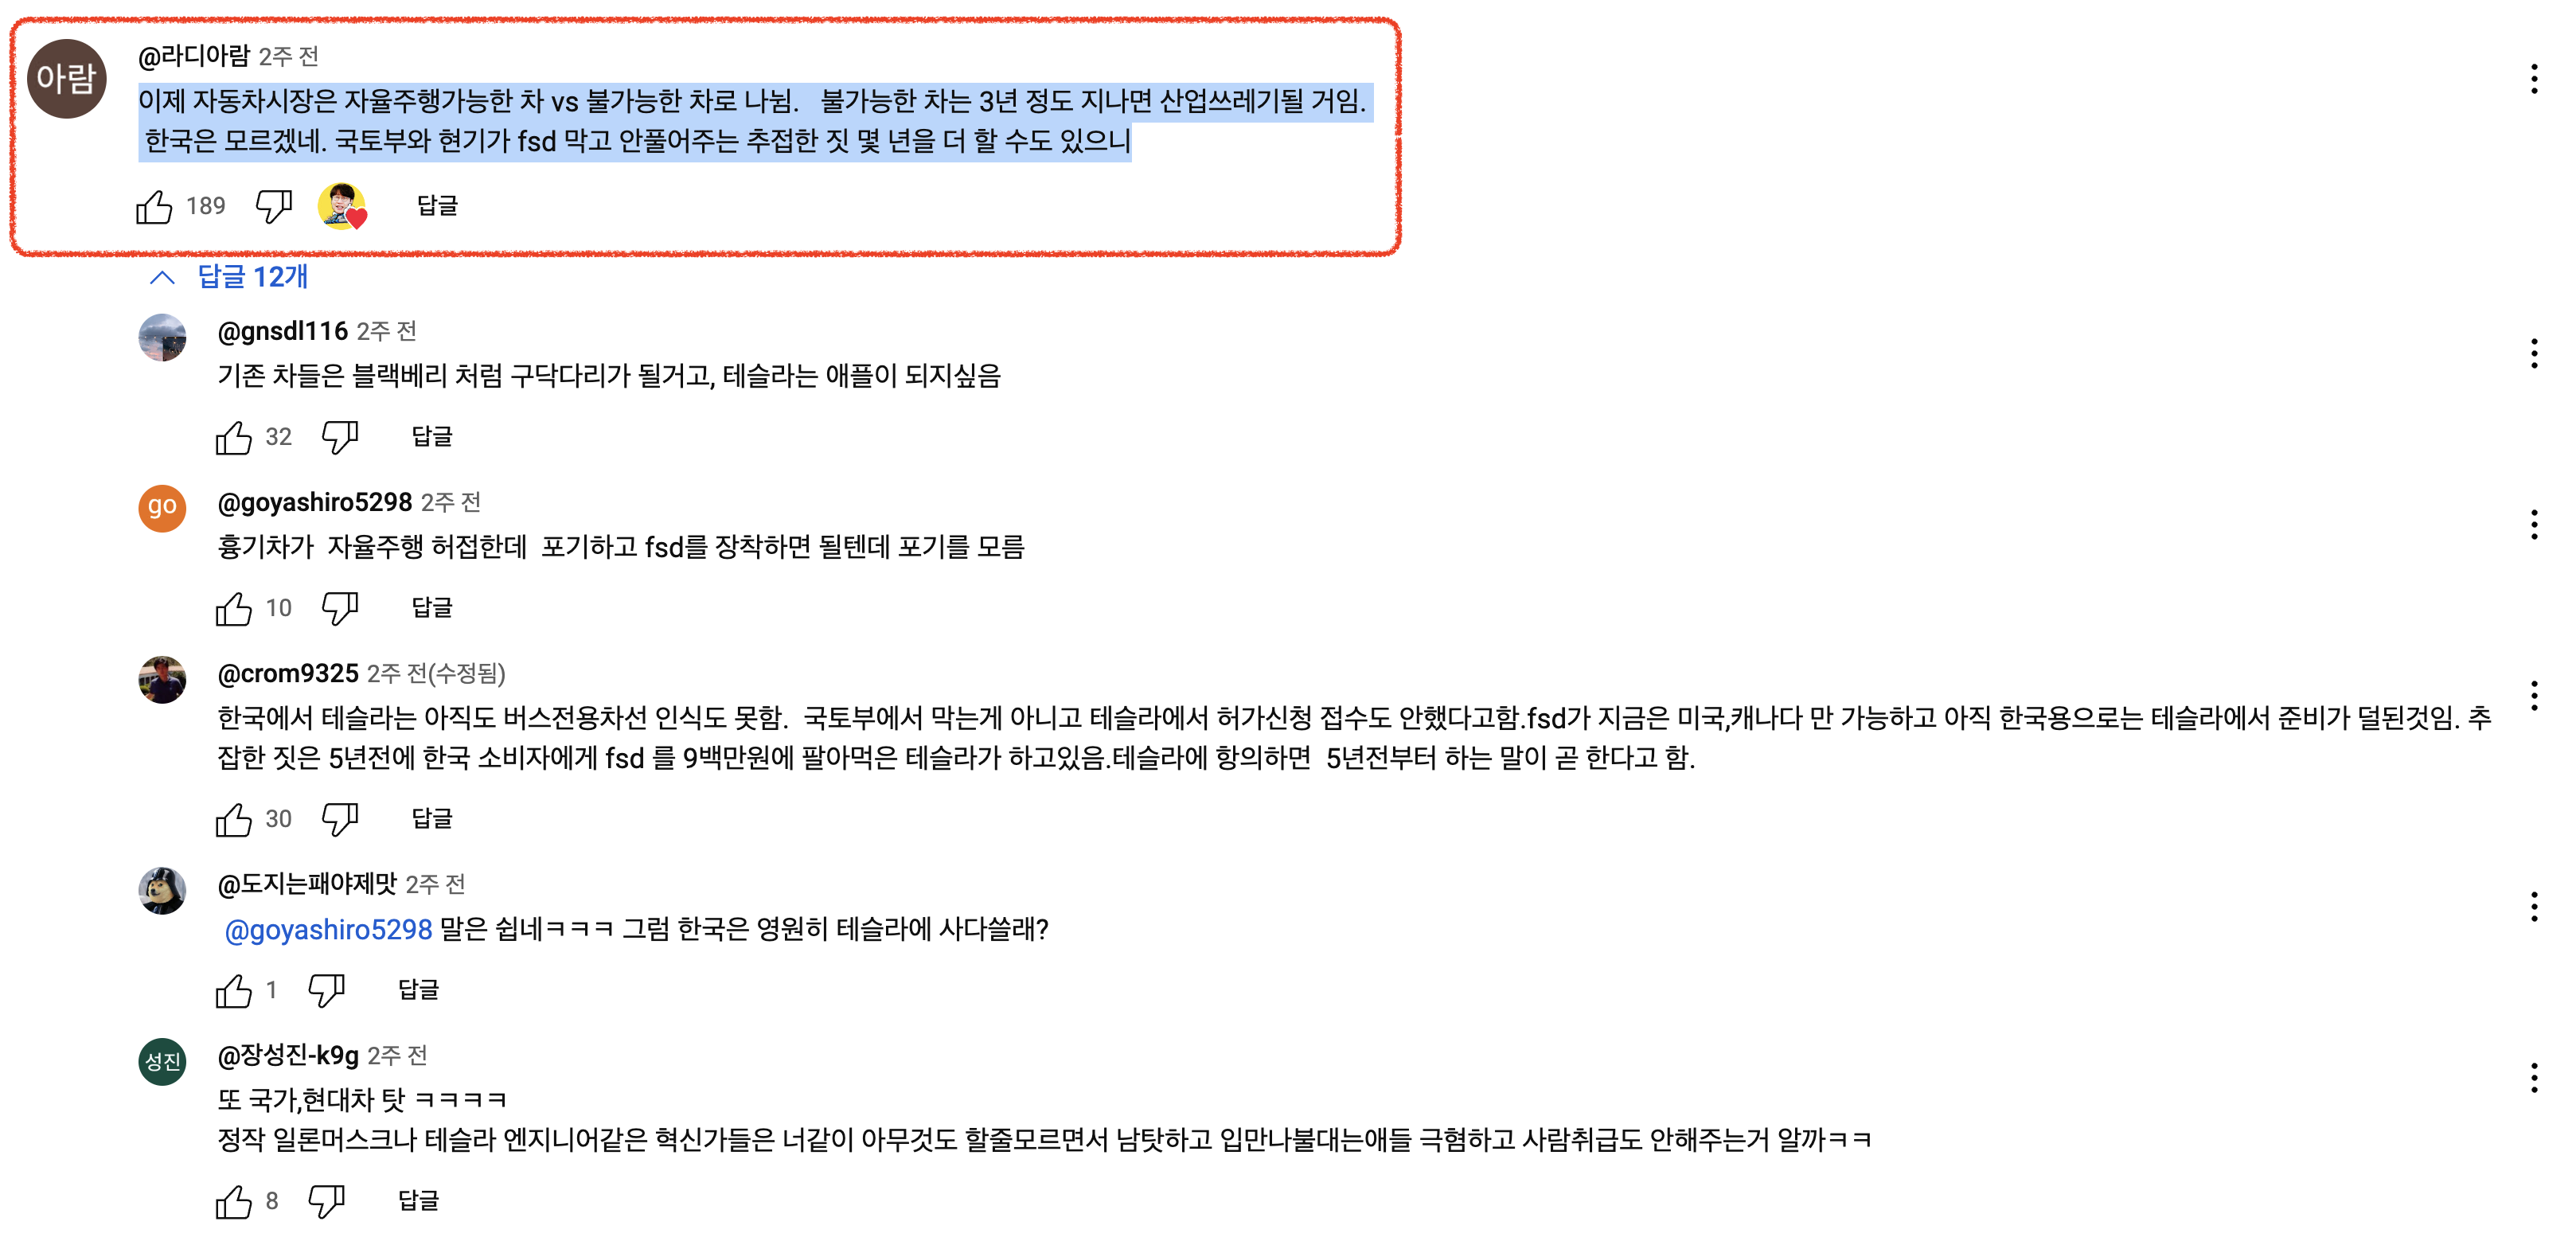 아람
@라디아람 2주 전
이제 자동차시장은 자율주행가능한 차 vs 불가능한 차로 나뉨. 불가능한 차는 3년 정도 지나면 산업쓰레기될 거임.
한국은 모르겠네. 국토부와 현기가 fsd 막고 안풀어주는 추접한 짓 몇 년을 더 할 수도 있으니
189 답글
답글 12개
@gnsdl116 2주 전
기존 차들은 블랙베리 처럼 구닥다리가 될거고, 테슬라는 애플이 되지싶음
32 답글
go
@goyashiro5298 2주 전
흉기차가 자율주행 허접한데 포기하고 fsd를 장착하면 될텐데 포기를 모름
10 답글
@crom9325 2주 전(수정됨)
한국에서 테슬라는 아직도 버스전용차선 인식도 못함. 국토부에서 막는게 아니고 테슬라에서 허가신청 접수도 안했다고함.fsd가 지금은 미국,캐나다 만 가능하고 아직 한국용으로는 테슬라에서 준비가 덜된것임. 추
잡한 짓은 5년전에 한국 소비자에게 fsd 를 9백만원에 팔아먹은 테슬라가 하고있음.테슬라에 항의하면 5년전부터 하는 말이 곧 한다고 함.
30 답글
@도지는패야제맛 2주 전
@goyashiro5298 말은 쉽네ㅋㅋㅋ 그럼 한국은 영원히 테슬라에 사다쓸래?
1 답글
성진
@장성진-k9g 2주 전
또 국가,현대차 탓 ㅋㅋㅋㅋ
정작 일론머스크나 테슬라 엔지니어같은 혁신가들은 너같이 아무것도 할줄모르면서 남탓하고 입만나불대는애들 극혐하고 사람취급도 안해주는거 알까ㅋㅋ
8 답글